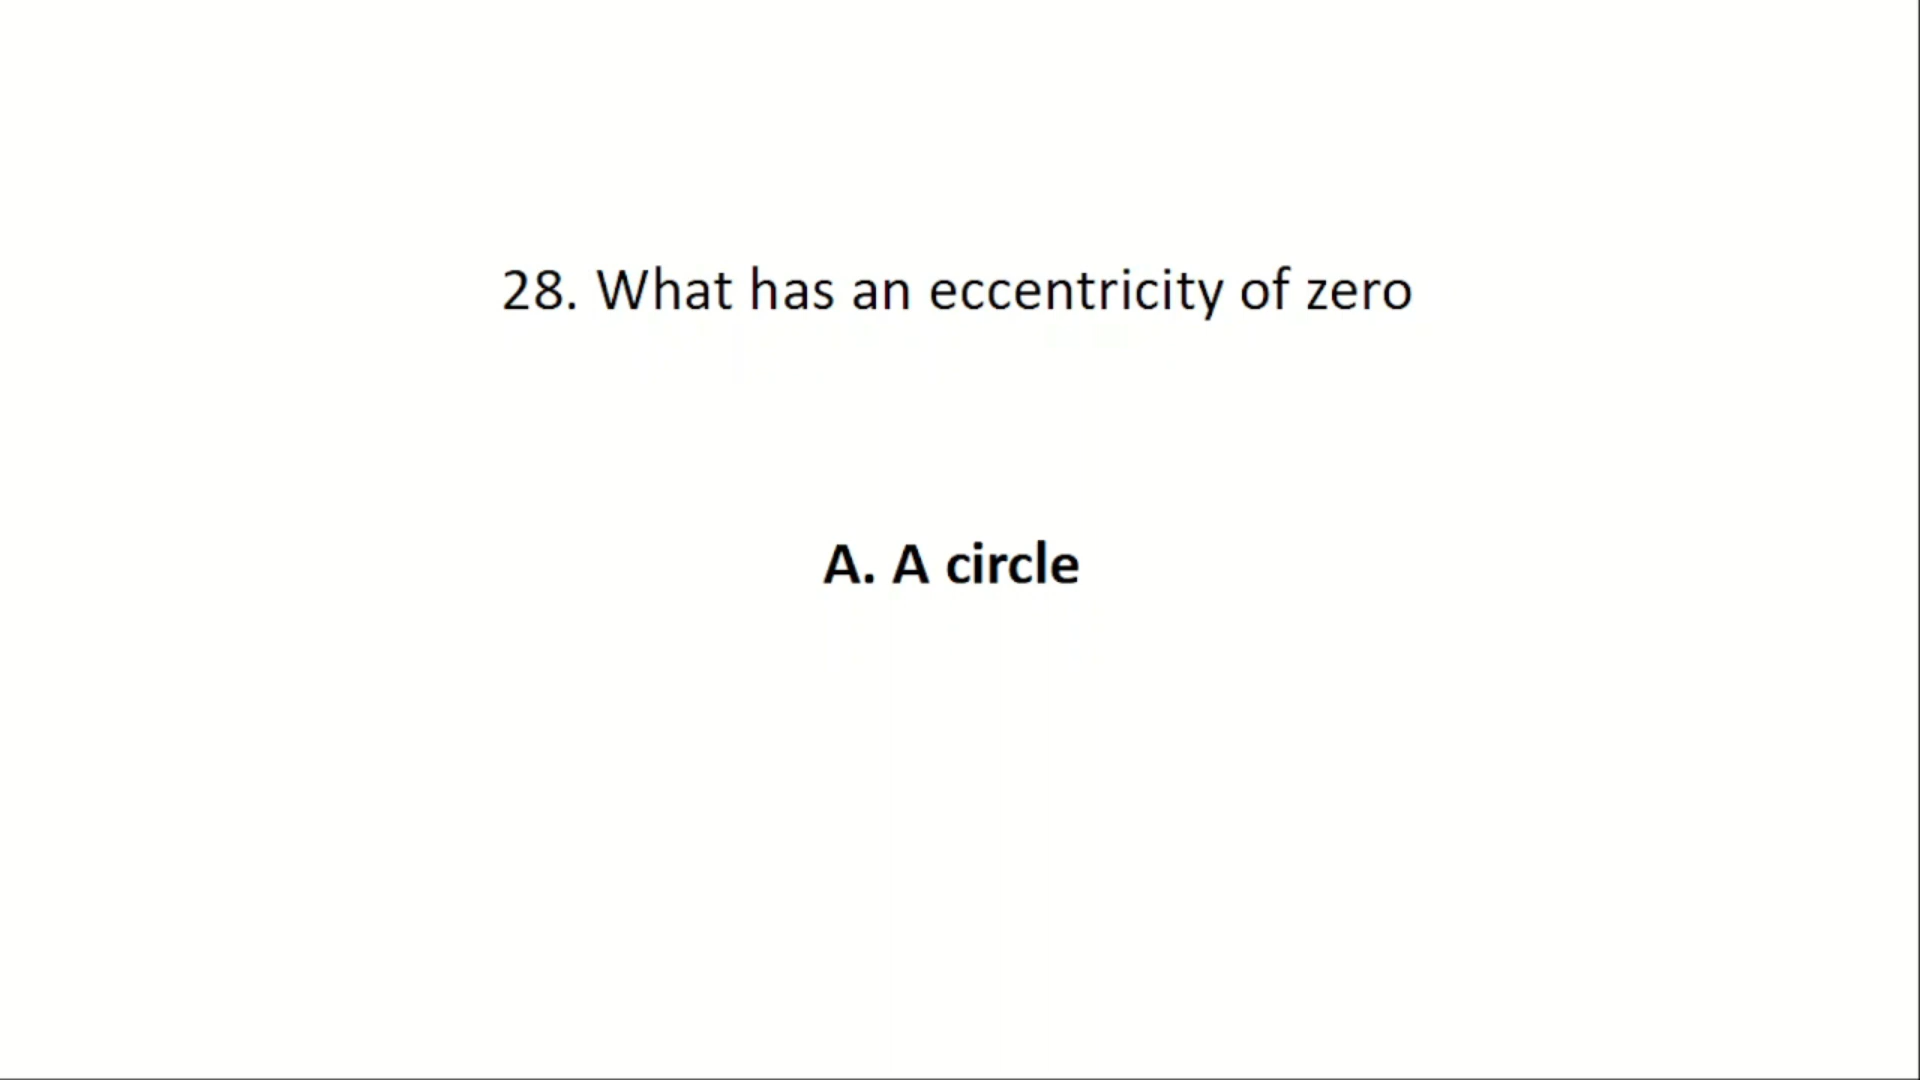 28. What has an eccentricity of zero
A. A circle